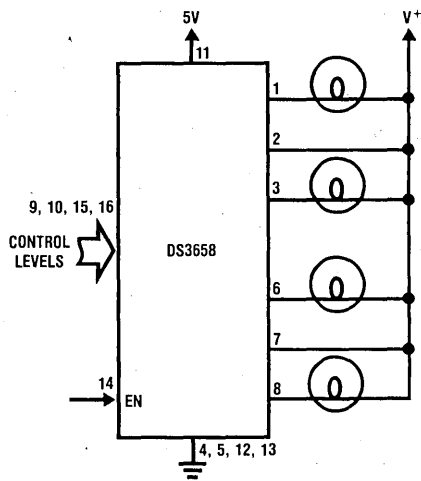 5V
V+
11
1
2
3
9, 10, 15, 16
CONTROL
LEVELS
DS3658
6
7
14
EN
8
4, 5, 12, 13